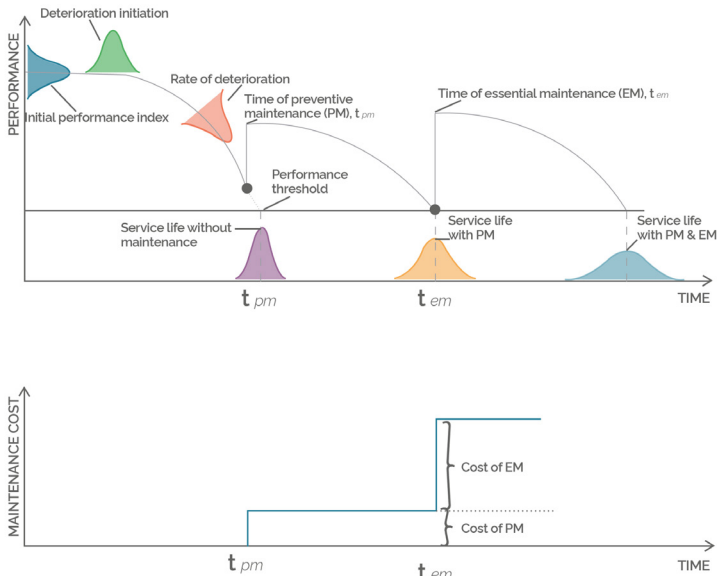 Deterioration initiation
PERFORMANCE
Rate of deterioration
Time of preventive
maintenance (PM), t pm
Time of essential maintenance (EM), t em
Initial performance index
Performance
threshold
Service life without
maintenance
Service life
with PM
Service life
with PM & EM
t pm
t em
TIME
MAINTENANCE COST
Cost of EM
Cost of PM
t pm
t em
TIME